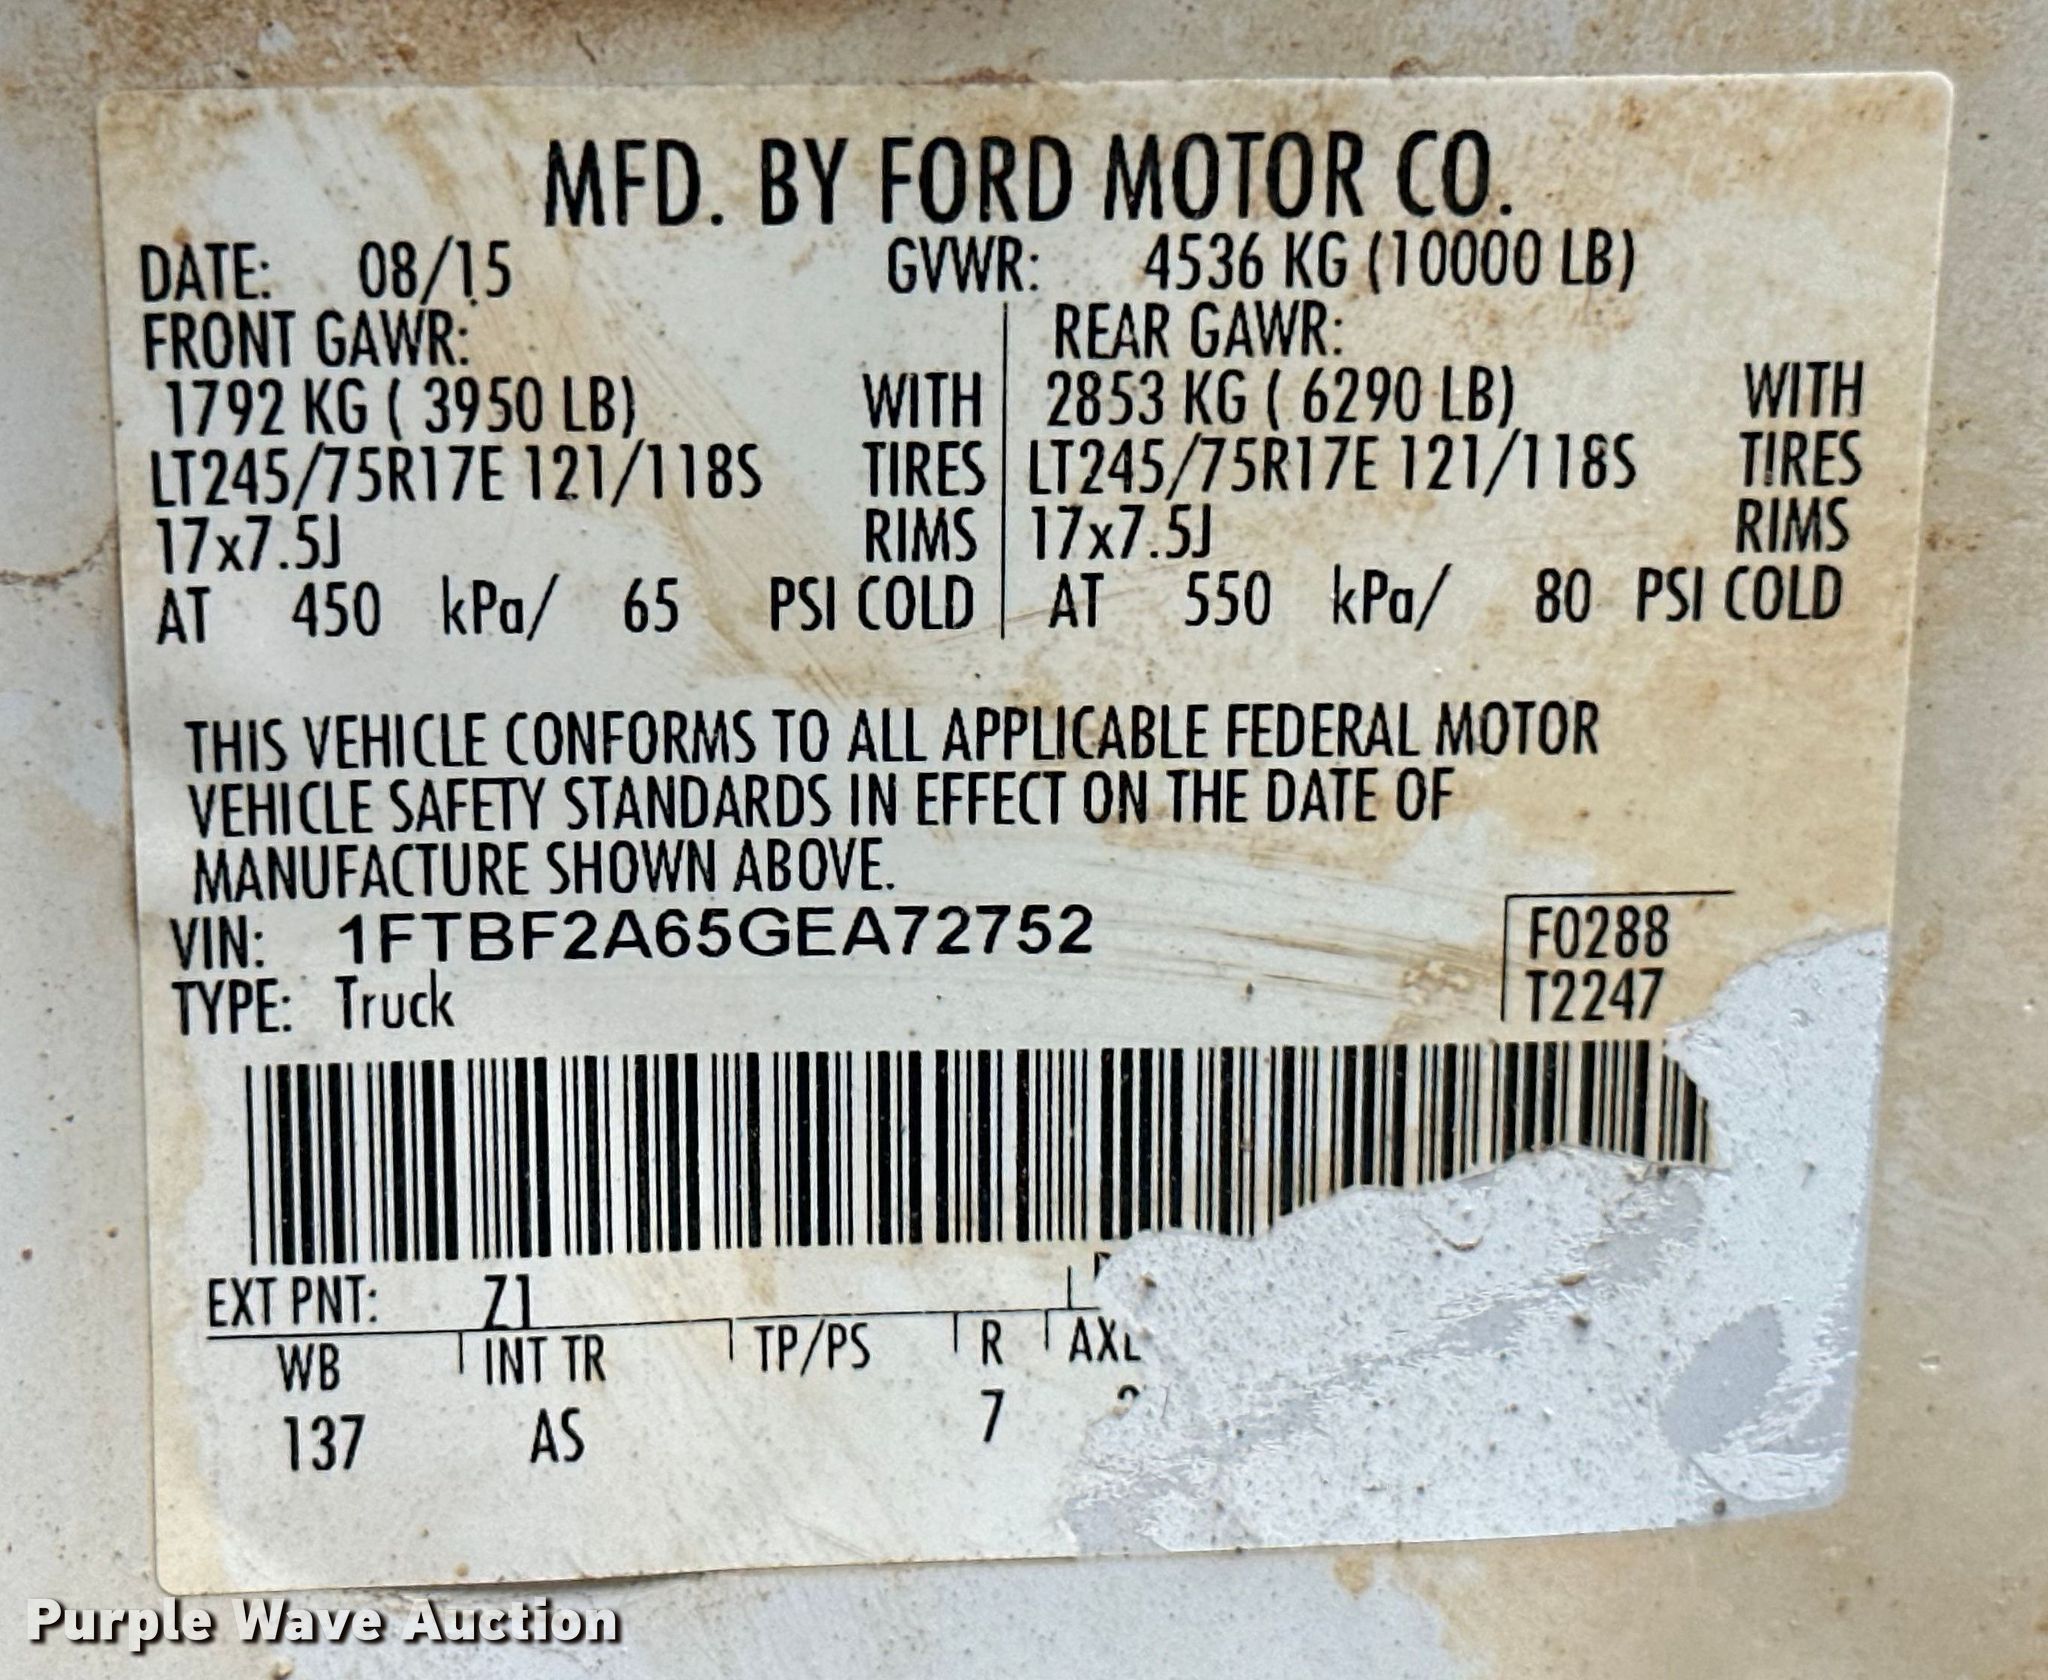 MFD. BY FORD MOTOR CO.
DATE: 08/15 GVWR: 4536 KG (10000 LB)
FRONT GAWR: REAR GAWR:
1792 KG ( 3950 LB) WITH 2853 KG ( 6290 LB) WITH
LT245/75R17E 121/118S TIRES LT245/75R17E 121/118S TIRES
17x7.5J RIMS 17x7.5J RIMS
AT 450 kPa/ 65 PSI COLD AT 550 kPa/ 80 PSI COLD
THIS VEHICLE CONFORMS TO ALL APPLICABLE FEDERAL MOTOR
VEHICLE SAFETY STANDARDS IN EFFECT ON THE DATE OF
MANUFACTURE SHOWN ABOVE.
VIN: 1FTBF2A65GEA72752 F0288
TYPE: Truck T2247
EXT PNT: Z1
WB INT TR TP/PS R
137 AS 7
Purple Wave Auction